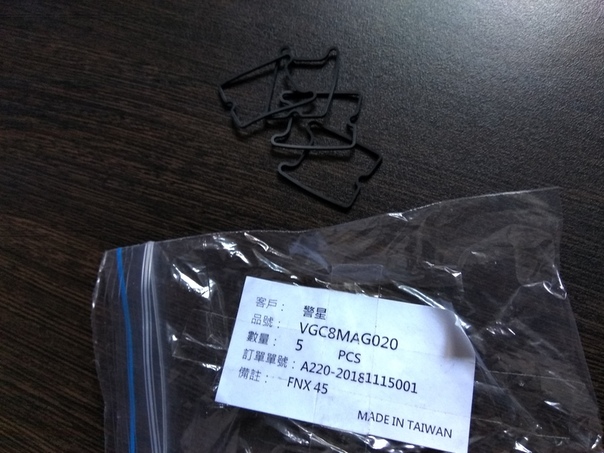 客戶： 警星
品號： VGC8MAG020
數量： 5 PCS
訂單單號： A220-20181115001
備註： FNX 45
MADE IN TAIWAN